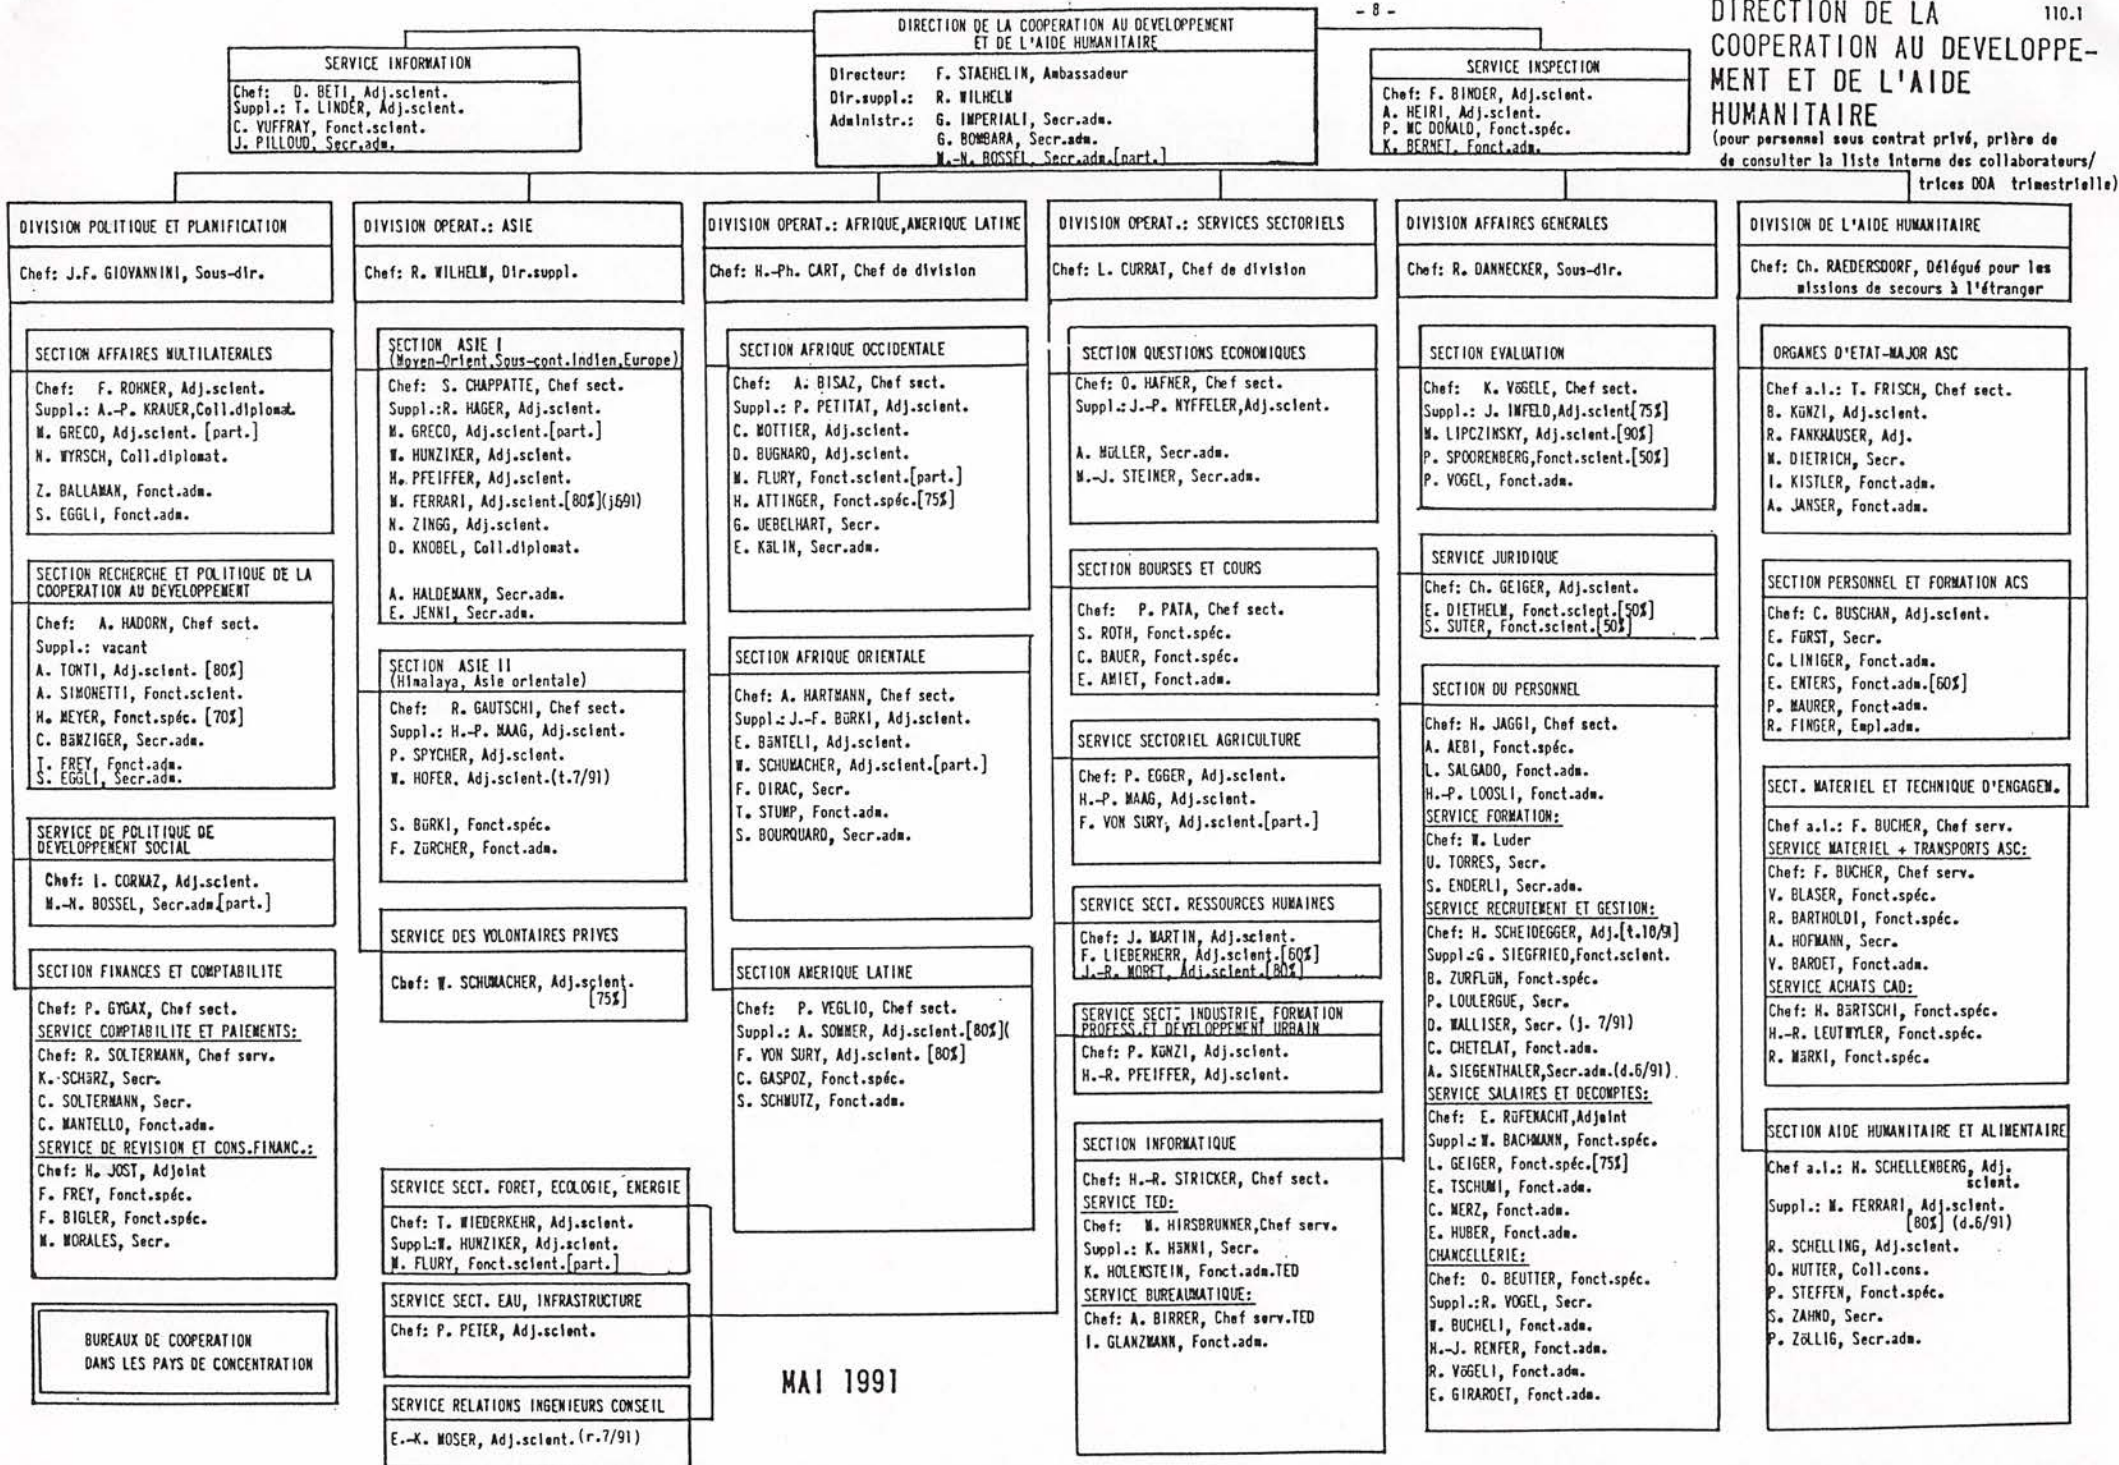 - 8 -
110.1
DIRECTION DE LA
COOPERATION AU DEVELOPPE-
MENT ET DE L'AIDE
HUMANITAIRE
(pour personnel sous contrat privé, prière de
de consulter la liste interne des collaborateurs/
trices DDA trimestrielle)
DIRECTION DE LA COOPERATION AU DEVELOPPEMENT
ET DE L'AIDE HUMANITAIRE
Directeur: F. STAEHELIN, Ambassadeur
Dir.suppl.: R. WILHELM
Administr.: G. IMPERIALI, Secr.adm.
G. BOMBARA, Secr.adm.
M.-N. BOSSEL, Secr.adm.[part.]
SERVICE INFORMATION
Chef: D. BETI, Adj.scient.
Suppl.: T. LINDER, Adj.scient.
C. VUFFRAY, Fonct.scient.
J. PILLOUD, Secr.adm.
SERVICE INSPECTION
Chef: F. BINDER, Adj.scient.
A. HEIRI, Adj.scient.
P. MC DONALD, Fonct.spéc.
K. BERNET, Fonct.adm.
DIVISION POLITIQUE ET PLANIFICATION
Chef: J.F. GIOVANNINI, Sous-dir.
SECTION AFFAIRES MULTILATERALES
Chef: F. ROHNER, Adj.scient.
Suppl.: A.-P. KRAUER,Coll.diplomat.
M. GRECO, Adj.scient. [part.]
N. WYRSCH, Coll.diplomat.
Z. BALLAMAN, Fonct.adm.
S. EGGLI, Fonct.adm.
SECTION RECHERCHE ET POLITIQUE DE LA
COOPERATION AU DEVELOPPEMENT
Chef: A. HADORN, Chef sect.
Suppl.: vacant
A. TONTI, Adj.scient. [80%]
A. SIMONETTI, Fonct.scient.
H. MEYER, Fonct.spéc. [70%]
C. BäNZIGER, Secr.adm.
T. FREY, Fonct.adm.
S. EGGLI, Secr.adm.
SERVICE DE POLITIQUE DE
DEVELOPPEMENT SOCIAL
Chef: I. CORNAZ, Adj.scient.
M.-N. BOSSEL, Secr.adm[part.]
SECTION FINANCES ET COMPTABILITE
Chef: P. GYGAX, Chef sect.
SERVICE COMPTABILITE ET PAIEMENTS:
Chef: R. SOLTERMANN, Chef serv.
K. SCHäRZ, Secr.
C. SOLTERMANN, Secr.
C. MANTELLO, Fonct.adm.
SERVICE DE REVISION ET CONS.FINANC.:
Chef: H. JOST, Adjoint
F. FREY, Fonct.spéc.
F. BIGLER, Fonct.spéc.
M. MORALES, Secr.
BUREAUX DE COOPERATION
DANS LES PAYS DE CONCENTRATION
DIVISION OPERAT.: ASIE
Chef: R. WILHELM, Dir.suppl.
SECTION ASIE I
(Moyen-Orient,Sous-cont.Indien,Europe)
Chef: S. CHAPPATTE, Chef sect.
Suppl.:R. HAGER, Adj.scient.
M. GRECO, Adj.scient.[part.]
W. HUNZIKER, Adj.scient.
H. PFEIFFER, Adj.scient.
M. FERRARI, Adj.scient.[80%](j691)
N. ZINGG, Adj.scient.
D. KNOBEL, Coll.diplomat.
A. HALDEMANN, Secr.adm.
E. JENNI, Secr.adm.
SECTION ASIE II
(Himalaya, Asie orientale)
Chef: R. GAUTSCHI, Chef sect.
Suppl.: H.-P. MAAG, Adj.scient.
P. SPYCHER, Adj.scient.
W. HOFER, Adj.scient.(t.7/91)
S. BüRKI, Fonct.spéc.
F. ZüRCHER, Fonct.adm.
SERVICE DES VOLONTAIRES PRIVES
Chef: W. SCHUMACHER, Adj.scient.
[75%]
SERVICE SECT. FORET, ECOLOGIE, ENERGIE
Chef: T. WIEDERKEHR, Adj.scient.
Suppl.:W. HUNZIKER, Adj.scient.
M. FLURY, Fonct.scient.[part.]
SERVICE SECT. EAU, INFRASTRUCTURE
Chef: P. PETER, Adj.scient.
SERVICE RELATIONS INGENIEURS CONSEIL
E.-K. MOSER, Adj.scient.(r.7/91)
DIVISION OPERAT.: AFRIQUE,AMERIQUE LATINE
Chef: H.-Ph. CART, Chef de division
SECTION AFRIQUE OCCIDENTALE
Chef: A. BISAZ, Chef sect.
Suppl.: P. PETITAT, Adj.scient.
C. MOTTIER, Adj.scient.
D. BUGNARD, Adj.scient.
M. FLURY, Fonct.scient.[part.]
H. ATTINGER, Fonct.spéc.[75%]
G. UEBELHART, Secr.
E. KäLIN, Secr.adm.
SECTION AFRIQUE ORIENTALE
Chef: A. HARTMANN, Chef sect.
Suppl.:J.-F. BüRKI, Adj.scient.
E. BäNTELI, Adj.scient.
W. SCHUMACHER, Adj.scient.[part.]
F. DIRAC, Secr.
T. STUMP, Fonct.adm.
S. BOURQUARD, Secr.adm.
SECTION AMERIQUE LATINE
Chef: P. VEGLIO, Chef sect.
Suppl.: A. SOMMER, Adj.scient.[80%](
F. VON SURY, Adj.scient. [80%]
C. GASPOZ, Fonct.spéc.
S. SCHMUTZ, Fonct.adm.
MAI 1991
DIVISION OPERAT.: SERVICES SECTORIELS
Chef: L. CURRAT, Chef de division
SECTION QUESTIONS ECONOMIQUES
Chef: O. HAFNER, Chef sect.
Suppl.:J.-P. NYFFELER,Adj.scient.
A. MüLLER, Secr.adm.
M.-J. STEINER, Secr.adm.
SECTION BOURSES ET COURS
Chef: P. PATA, Chef sect.
S. ROTH, Fonct.spéc.
C. BAUER, Fonct.spéc.
E. AMIET, Fonct.adm.
SERVICE SECTORIEL AGRICULTURE
Chef: P. EGGER, Adj.scient.
H.-P. MAAG, Adj.scient.
F. VON SURY, Adj.scient.[part.]
SERVICE SECT. RESSOURCES HUMAINES
Chef: J. MARTIN, Adj.scient.
F. LIEBERHERR, Adj.scient.[60%]
J.-R. MORET, Adj.scient.[80%]
SERVICE SECT. INDUSTRIE, FORMATION
PROFESS.ET DEVELOPPEMENT URBAIN
Chef: P. KüNZI, Adj.scient.
H.-R. PFEIFFER, Adj.scient.
SECTION INFORMATIQUE
Chef: H.-R. STRICKER, Chef sect.
SERVICE TED:
Chef: M. HIRSBRUNNER,Chef serv.
Suppl.: K. HäNNI, Secr.
K. HOLENSTEIN, Fonct.adm.TED
SERVICE BUREAUMATIQUE:
Chef: A. BIRRER, Chef serv.TED
I. GLANZMANN, Fonct.adm.
DIVISION AFFAIRES GENERALES
Chef: R. DANNECKER, Sous-dir.
SECTION EVALUATION
Chef: K. VöGELE, Chef sect.
Suppl.: J. IMFELD,Adj.scient[75%]
M. LIPCZINSKY, Adj.scient.[90%]
P. SPOORENBERG,Fonct.scient.[50%]
P. VOGEL, Fonct.adm.
SERVICE JURIDIQUE
Chef: Ch. GEIGER, Adj.scient.
E. DIETHELM, Fonct.scient.[50%]
S. SUTER, Fonct.scient.[50%]
SECTION DU PERSONNEL
Chef: H. JAGGI, Chef sect.
A. AEBI, Fonct.spéc.
L. SALGADO, Fonct.adm.
H.-P. LOOSLI, Fonct.adm.
SERVICE FORMATION:
Chef: W. Luder
U. TORRES, Secr.
S. ENDERLI, Secr.adm.
SERVICE RECRUTEMENT ET GESTION:
Chef: H. SCHEIDEGGER, Adj.[t.10/91]
Suppl.:G. SIEGFRIED,Fonct.scient.
B. ZURFLüH, Fonct.spéc.
P. LOULERGUE, Secr.
D. WALLISER, Secr. (j. 7/91)
C. CHETELAT, Fonct.adm.
A. SIEGENTHALER,Secr.adm.(d.6/91)
SERVICE SALAIRES ET DECOMPTES:
Chef: E. RüFENACHT,Adjoint
Suppl.:W. BACHMANN, Fonct.spéc.
L. GEIGER, Fonct.spéc.[75%]
E. TSCHUMI, Fonct.adm.
C. MERZ, Fonct.adm.
E. HUBER, Fonct.adm.
CHANCELLERIE:
Chef: O. BEUTTER, Fonct.spéc.
Suppl.:R. VOGEL, Secr.
W. BUCHELI, Fonct.adm.
H.-J. RENFER, Fonct.adm.
R. VöGELI, Fonct.adm.
E. GIRARDET, Fonct.adm.
DIVISION DE L'AIDE HUMANITAIRE
Chef: Ch. RAEDERSDORF, Délégué pour les
missions de secours à l'étranger
ORGANES D'ETAT-MAJOR ASC
Chef a.i.: T. FRISCH, Chef sect.
B. KüNZI, Adj.scient.
R. FANKHAUSER, Adj.
M. DIETRICH, Secr.
I. KISTLER, Fonct.adm.
A. JANSER, Fonct.adm.
SECTION PERSONNEL ET FORMATION ACS
Chef: C. BUSCHAN, Adj.scient.
E. FüRST, Secr.
C. LINIGER, Fonct.adm.
E. ENTERS, Fonct.adm.[60%]
P. MAURER, Fonct.adm.
R. FINGER, Empl.adm.
SECT. MATERIEL ET TECHNIQUE D'ENGAGEM.
Chef a.i.: F. BUCHER, Chef serv.
SERVICE MATERIEL + TRANSPORTS ASC:
Chef: F. BUCHER, Chef serv.
V. BLASER, Fonct.spéc.
R. BARTHOLDI, Fonct.spéc.
A. HOFMANN, Secr.
V. BARDET, Fonct.adm.
SERVICE ACHATS CAD:
Chef: H. BäRTSCHI, Fonct.spéc.
H.-R. LEUTWYLER, Fonct.spéc.
R. MäRKI, Fonct.spéc.
SECTION AIDE HUMANITAIRE ET ALIMENTAIRE
Chef a.i.: H. SCHELLENBERG, Adj.
scient.
Suppl.: M. FERRARI, Adj.scient.
[80%] (d.6/91)
R. SCHELLING, Adj.scient.
O. HUTTER, Coll.cons.
P. STEFFEN, Fonct.spéc.
S. ZAHND, Secr.
P. ZöLLIG, Secr.adm.